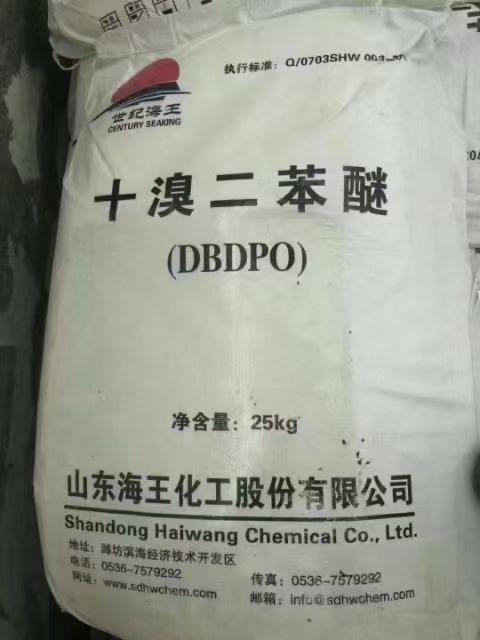 执行标准：Q/0703SHW 003
世纪海王
CENTURY SEAKING
十溴二苯醚
(DBDPO)
净含量：25kg
山东海王化工股份有限公司
Shandong Haiwang Chemical Co., Ltd.
地址：潍坊滨海经济技术开发区
电话：0536-7579292
传真：0536-7579292
网址：www.sdhwchem.com
邮箱：info@sdhwchem.com